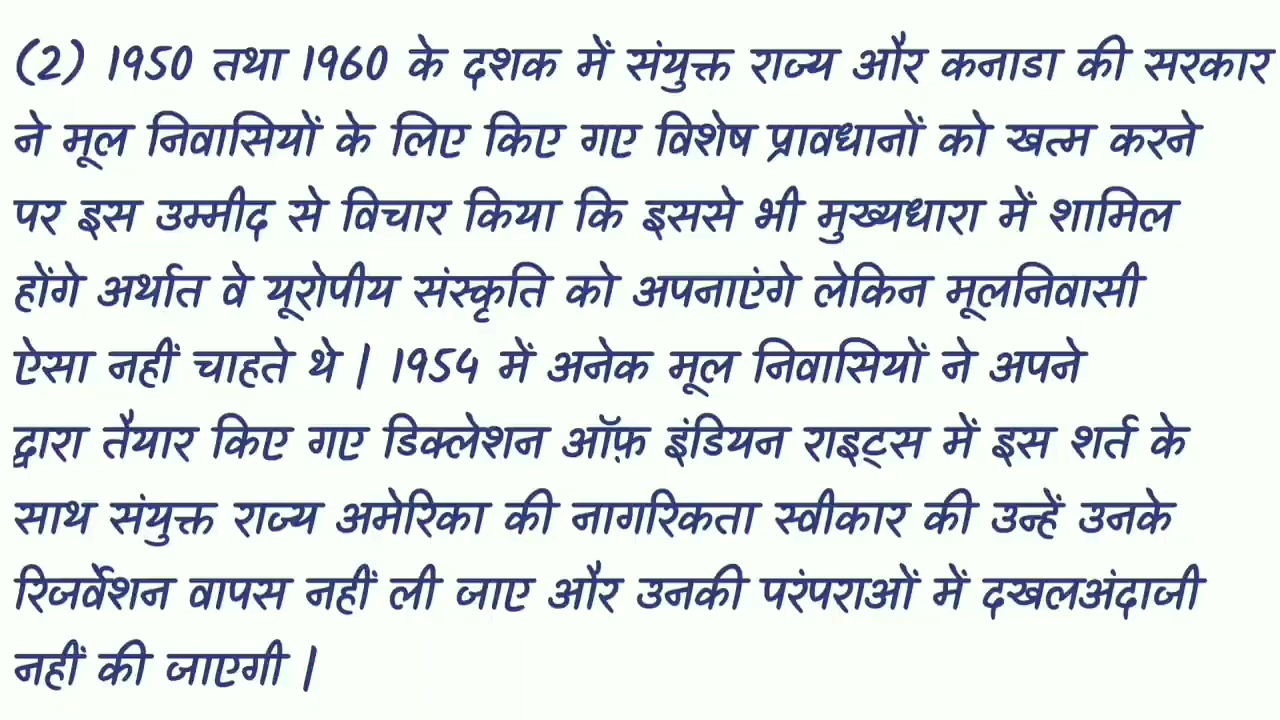 (2) 1950 तथा 1960 के दशक में संयुक्त राज्य और कनाडा की सरकार
ने मूल निवासियों के लिए किए गए विशेष प्रावधानों को खत्म करने
पर इस उम्मीद से विचार किया कि इससे भी मुख्यधारा में शामिल
होंगे अर्थात वे यूरोपीय संस्कृति को अपनाएंगे लेकिन मूलनिवासी
ऐसा नहीं चाहते थे | 1954 में अनेक मूल निवासियों ने अपने
द्वारा तैयार किए गए डिक्लेशन ऑफ़ इंडियन राइट्स में इस शर्त के
साथ संयुक्त राज्य अमेरिका की नागरिकता स्वीकार की उन्हें उनके
रिजर्वेशन वापस नहीं ली जाए और उनकी परंपराओं में दखलअंदाजी
नहीं की जाएगी |